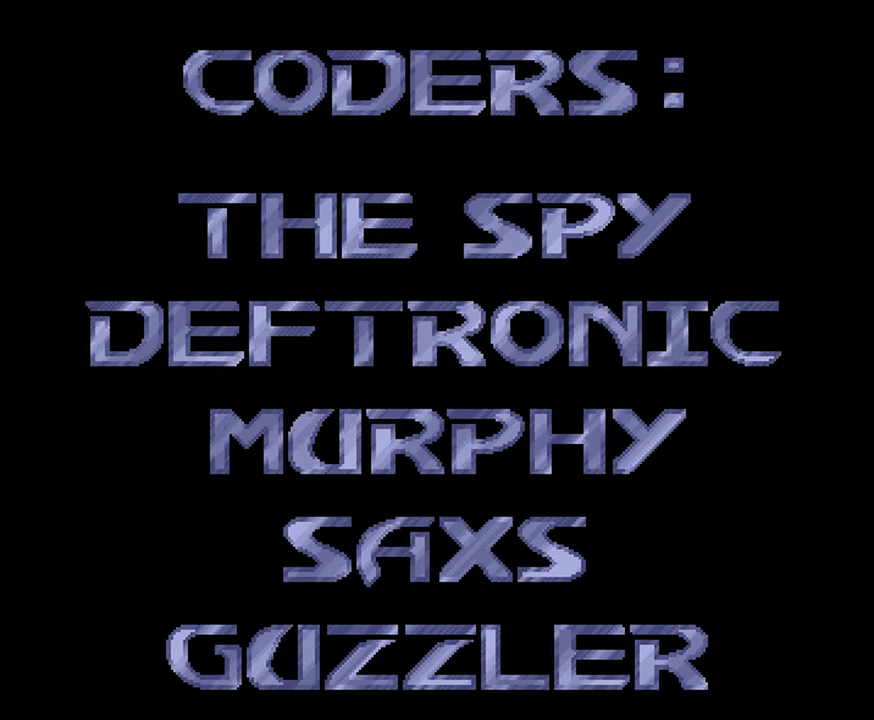 CODERS:
THE SPY
DEFTRONIC
MURPHY
SAXS
GUZZLER